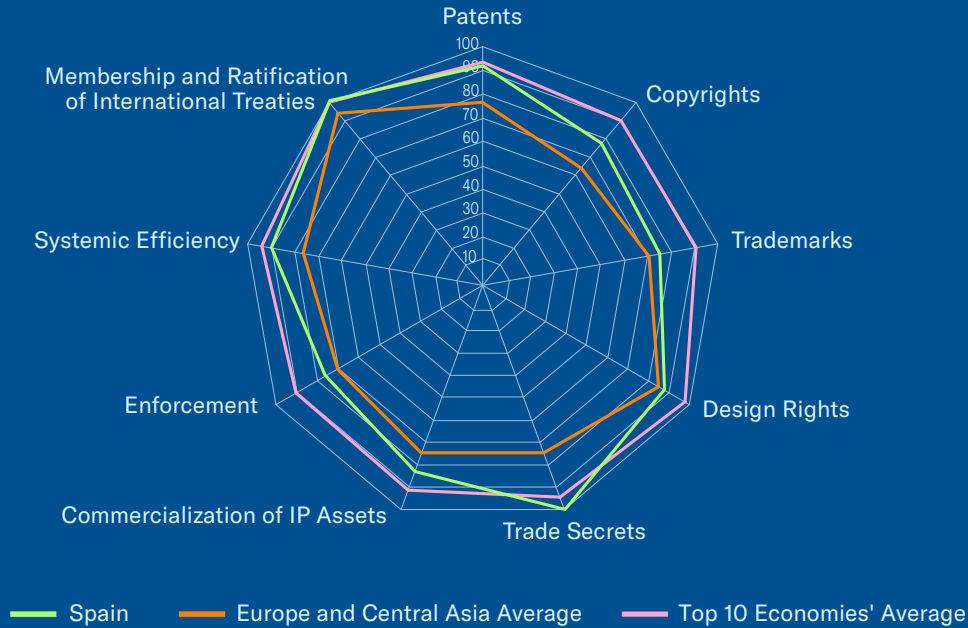 Patents
100
90
80
70
60
50
40
30
20
10
Membership and Ratification
of International Treaties
Copyrights
Systemic Efficiency
Trademarks
Enforcement
Design Rights
Commercialization of IP Assets
Trade Secrets
Spain
Europe and Central Asia Average
Top 10 Economies' Average